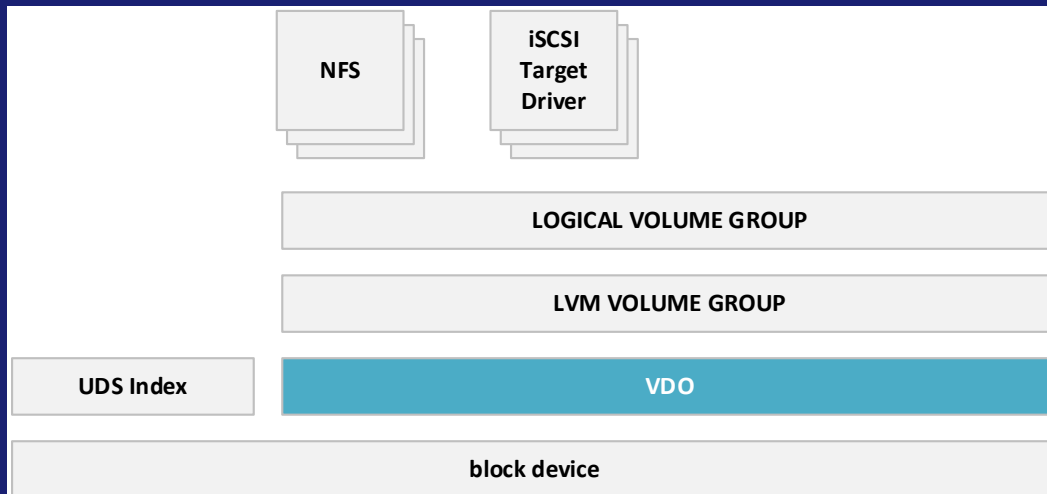 NFS
iSCSI
Target
Driver
LOGICAL VOLUME GROUP
LVM VOLUME GROUP
UDS Index
VDO
block device